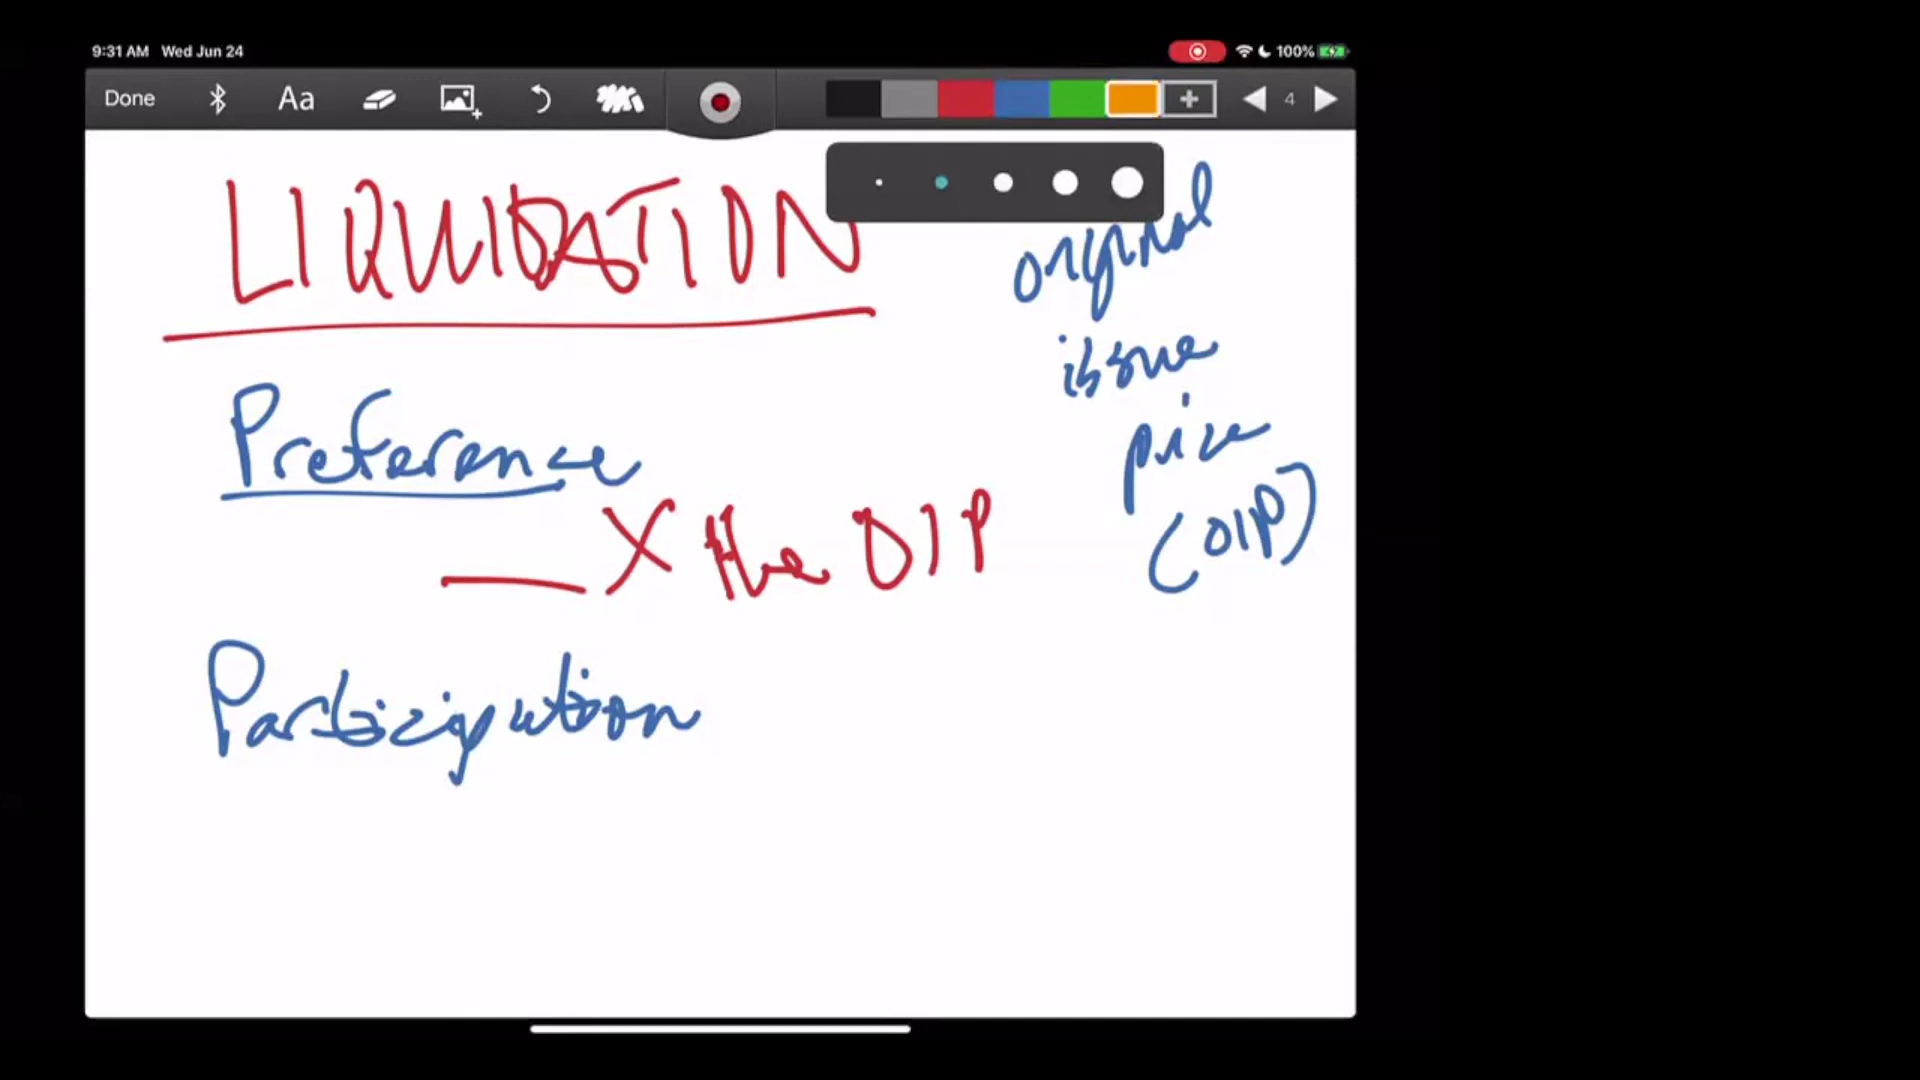 9:31 AM Wed Jun 24
100%
Done
Aa
4
LIQUIDATION
original
issue
price
(OIP)
Preference
___ X the OIP
Participation